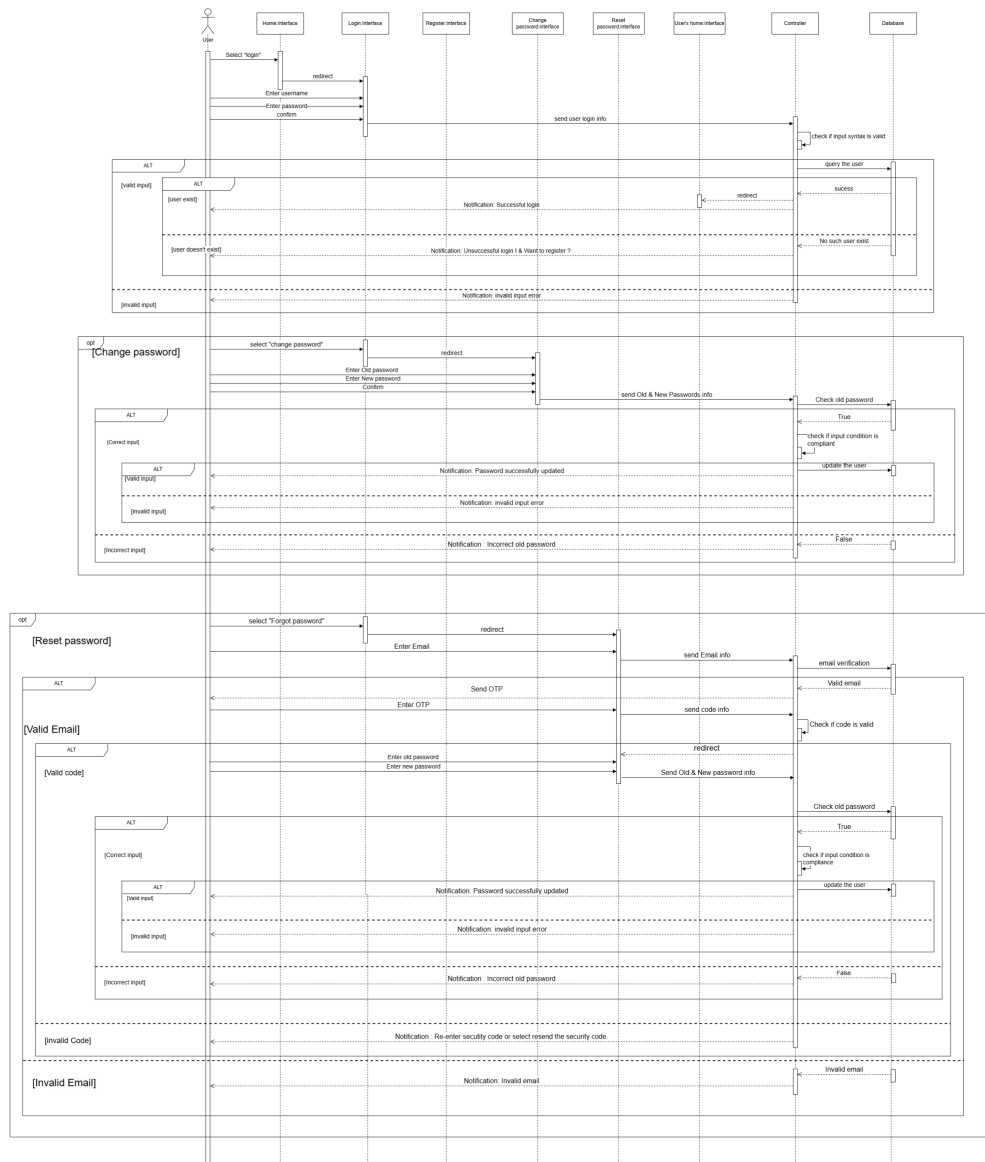 User
Home:Interface
Login:Interface
Register:Interface
Change
password:interface
Reset
password:interface
User's home:Interface
Controller
Database
Select "login"
redirect
Enter username
Enter password
confirm
send user login info
check if input syntax is valid
ALT
query the user
[valid input]
ALT
sucess
[user exist]
redirect
Notification: Successful login
No such user exist
[user doesn't exist]
Notification: Unsuccessful login ! & Want to register ?
Notification: invalid input error
[invalid input]
opt
[Change password]
select "change password"
redirect
Enter Old password
Enter New password
Confirm
send Old & New Passwords info
Check old password
ALT
True
[Correct input]
check if input condition is
compliant
ALT
update the user
[Valid input]
Notification: Password successfully updated
Notification: invalid input error
[invalid input]
False
Notification : Incorrect old password
[Incorrect input]
opt
select "Forgot password"
redirect
[Reset password]
Enter Email
send Email info
email verification
ALT
Valid email
Send OTP
Enter OTP
send code info
Check if code is valid
[Valid Email]
ALT
redirect
Enter old password
Enter new password
[Valid code]
Send Old & New password info
Check old password
ALT
True
[Correct input]
check if input condition is
compliance
ALT
update the user
[Valid input]
Notification: Password successfully updated
Notification: invalid input error
[invalid input]
False
Notification : Incorrect old password
[Incorrect input]
Notification : Re-enter secutity code or select resend the security code.
[Invalid Code]
Invalid email
Notification: Invalid email
[Invalid Email]